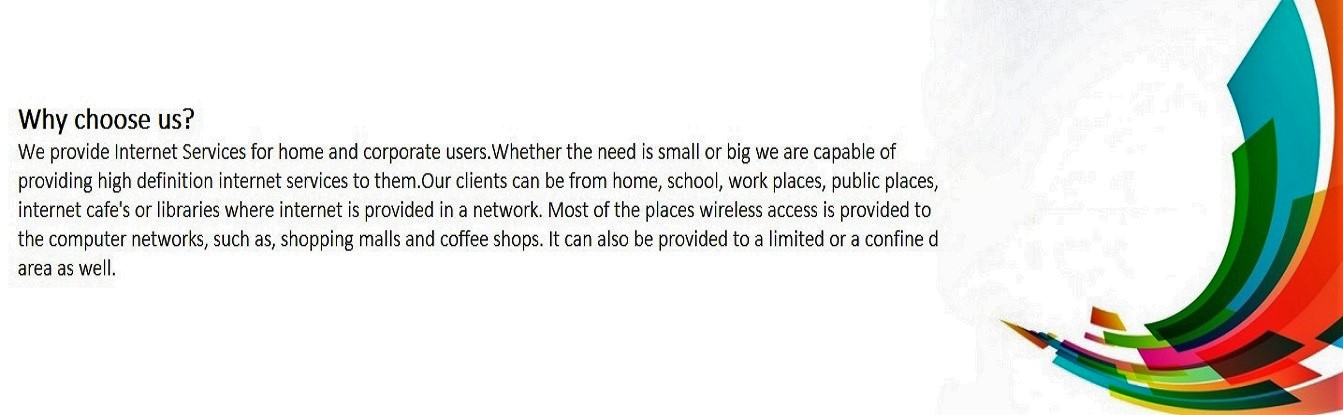 Why choose us?
We provide Internet Services for home and corporate users.Whether the need is small or big we are capable of
providing high definition internet services to them.Our clients can be from home, school, work places, public places,
internet cafe's or libraries where internet is provided in a network. Most of the places wireless access is provided to
the computer networks, such as, shopping malls and coffee shops. It can also be provided to a limited or a confine d
area as well.